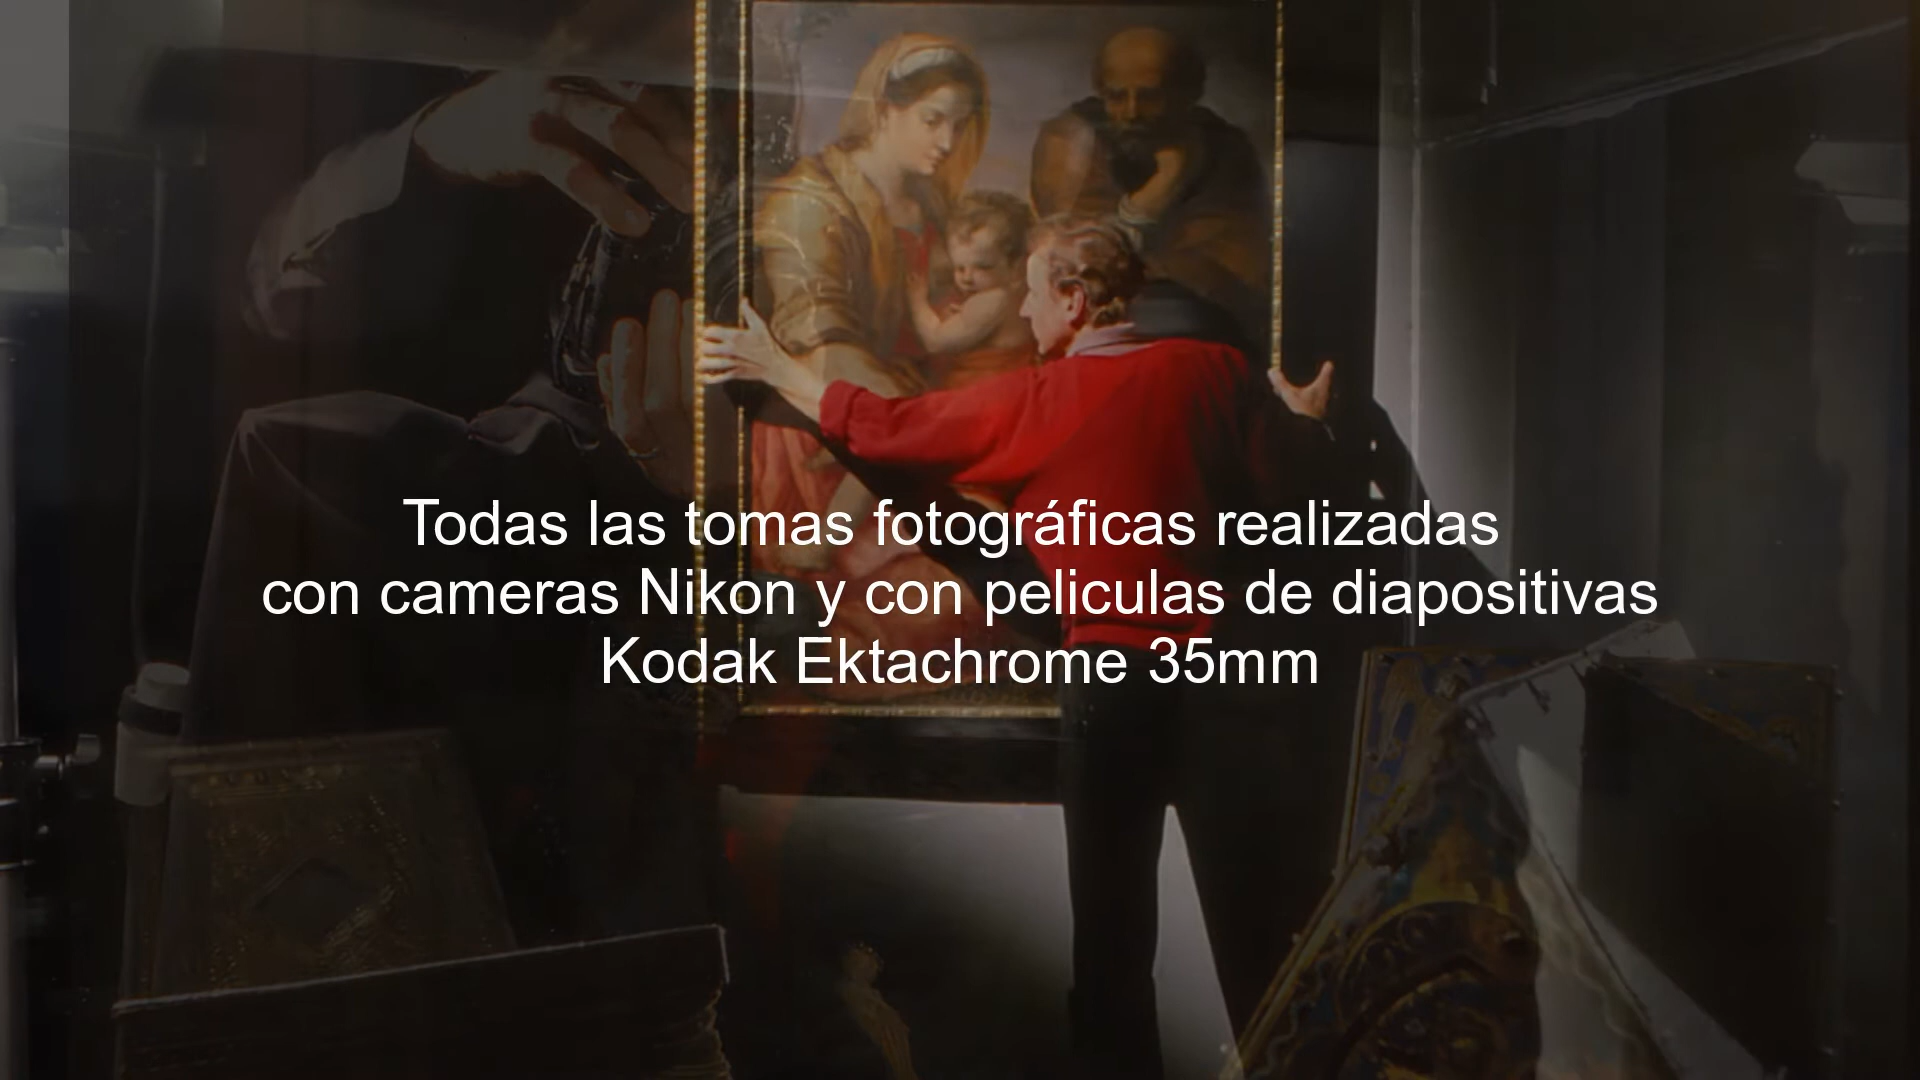 Todas las tomas fotográficas realizadas
con cameras Nikon y con peliculas de diapositivas
Kodak Ektachrome 35mm